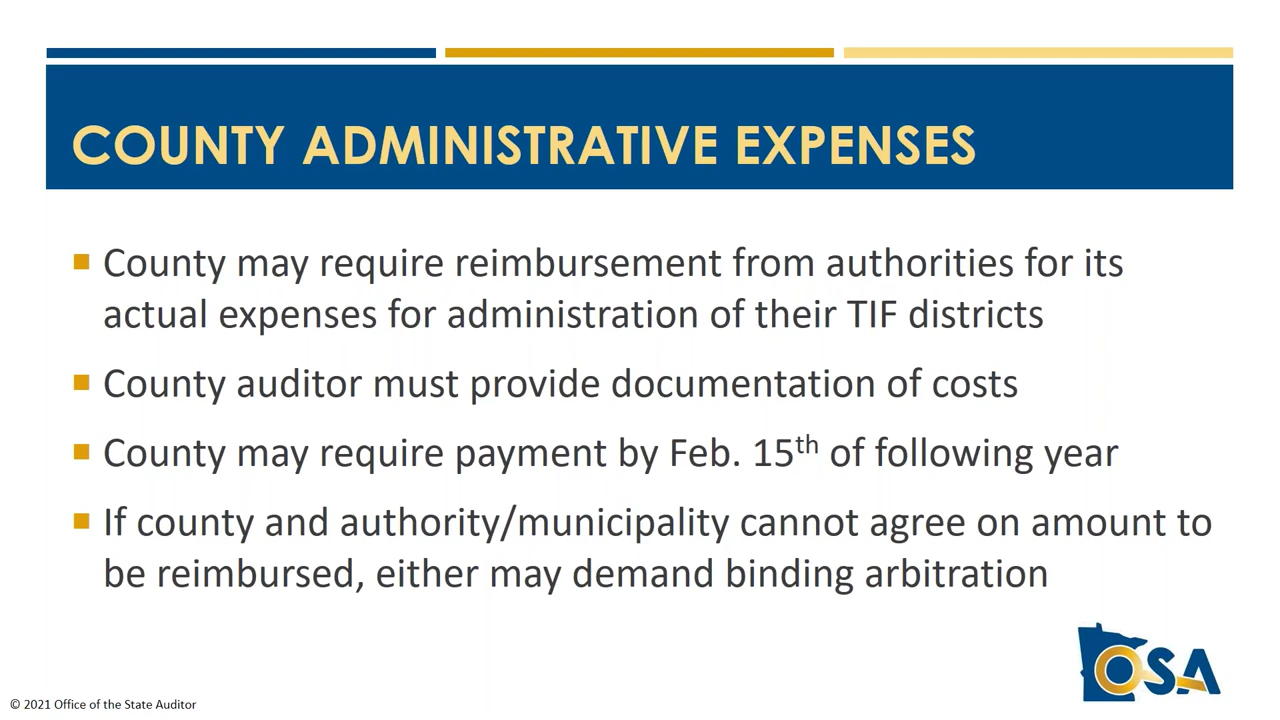 COUNTY ADMINISTRATIVE EXPENSES
County may require reimbursement from authorities for its
actual expenses for administration of their TIF districts
County auditor must provide documentation of costs
County may require payment by Feb. 15th of following year
If county and authority/municipality cannot agree on amount to
be reimbursed, either may demand binding arbitration
OSA
© 2021 Office of the State Auditor